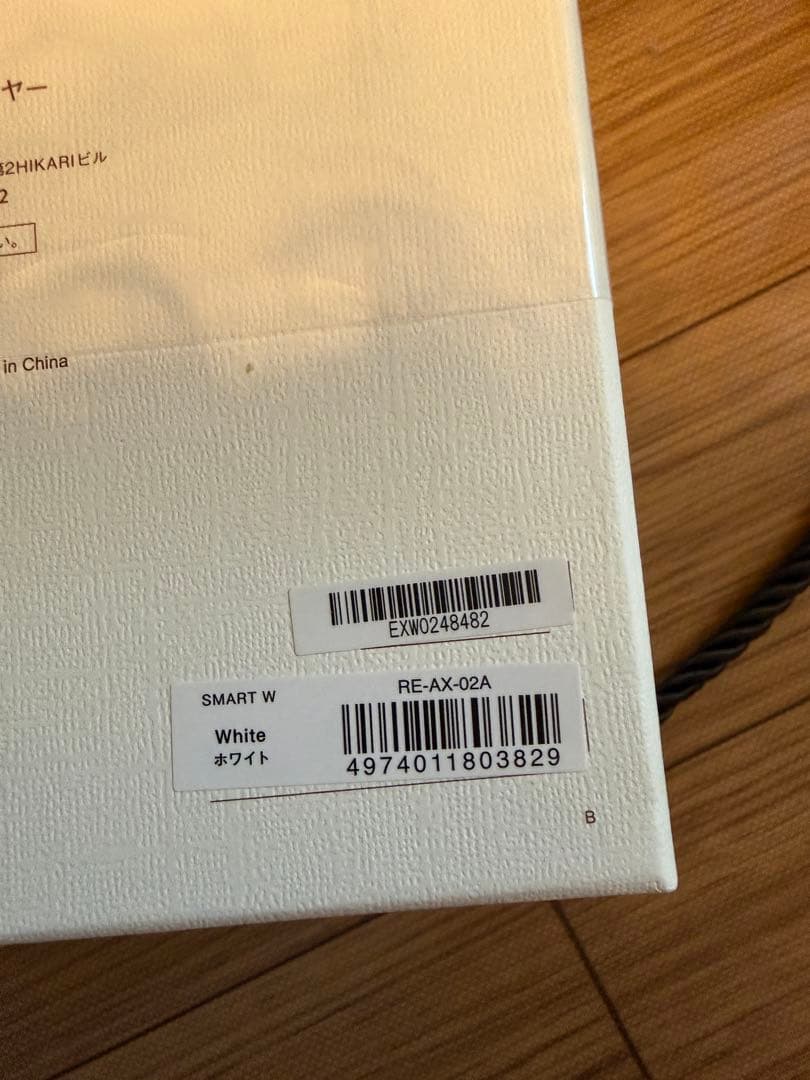 ヤー
第2HIKARIビル
2
い。
in China
EXW0248482
SMART W
RE-AX-02A
White
ホワイト
4974011803829
B